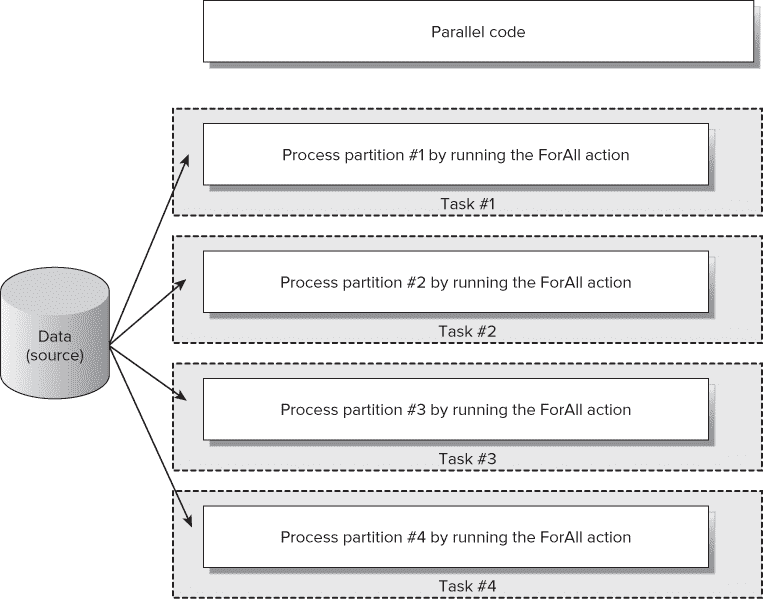 Parallel code
Process partition #1 by running the ForAll action
Task #1
Process partition #2 by running the ForAll action
Task #2
Data
(source)
Process partition #3 by running the ForAll action
Task #3
Process partition #4 by running the ForAll action
Task #4